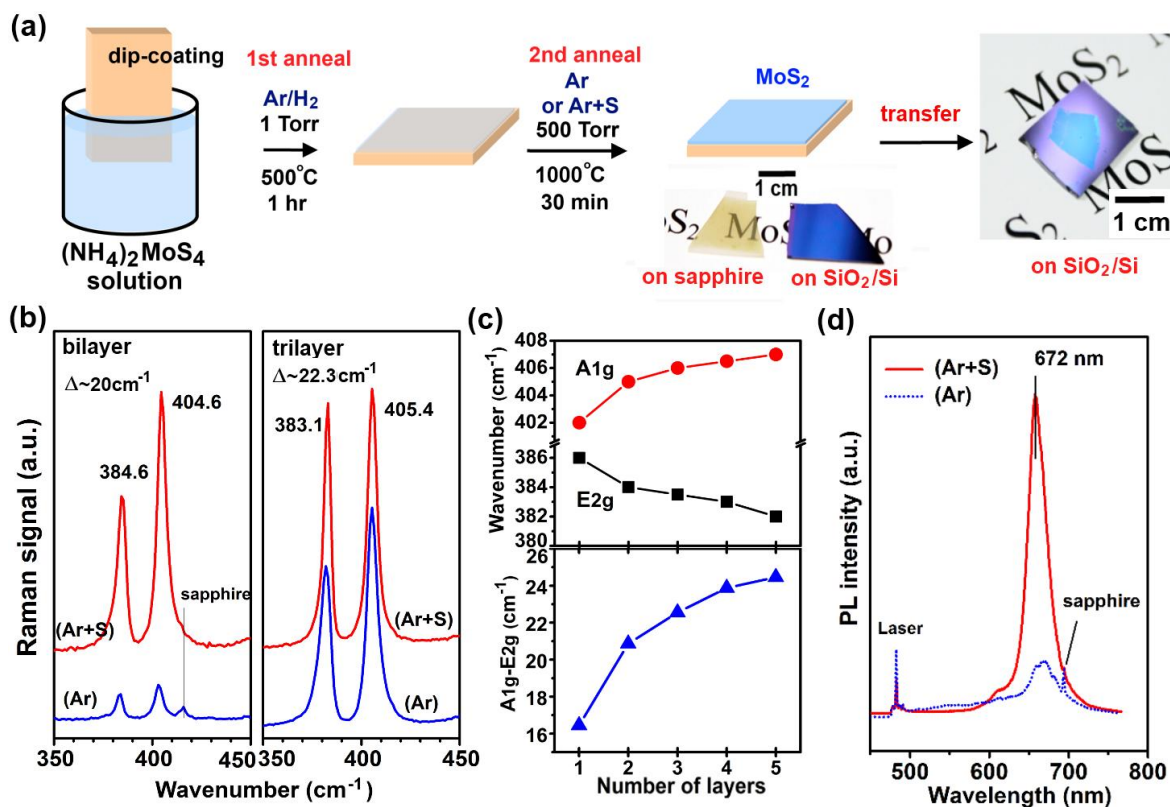 (a)
dip-coating
(NH₄)₂MoS₄
solution
1st anneal
Ar/H₂
1 Torr
500°C
1 hr
2nd anneal
Ar
or Ar+S
500 Torr
1000°C
30 min
MoS₂
1 cm
oS₂
MoS
Mo
on sapphire
on SiO₂/Si
transfer
MoS₂
2
MoS
1 cm
on SiO₂/Si
(b)
bilayer
Δ~20cm⁻¹
404.6
384.6
sapphire
(Ar+S)
(Ar)
trilayer
Δ~22.3cm⁻¹
383.1
405.4
(Ar+S)
(Ar)
Raman signal (a.u.)
350 400 450 350 400 450
Wavenumber (cm⁻¹)
(c)
Wavenumber (cm⁻¹)
408
406
404
402
386
384
382
380
A1g
E2g
A1g-E2g (cm⁻¹)
26
24
22
20
18
16
1 2 3 4 5
Number of layers
(d)
672 nm
(Ar+S)
(Ar)
Laser
sapphire
PL intensity (a.u.)
500 600 700 800
Wavelength (nm)